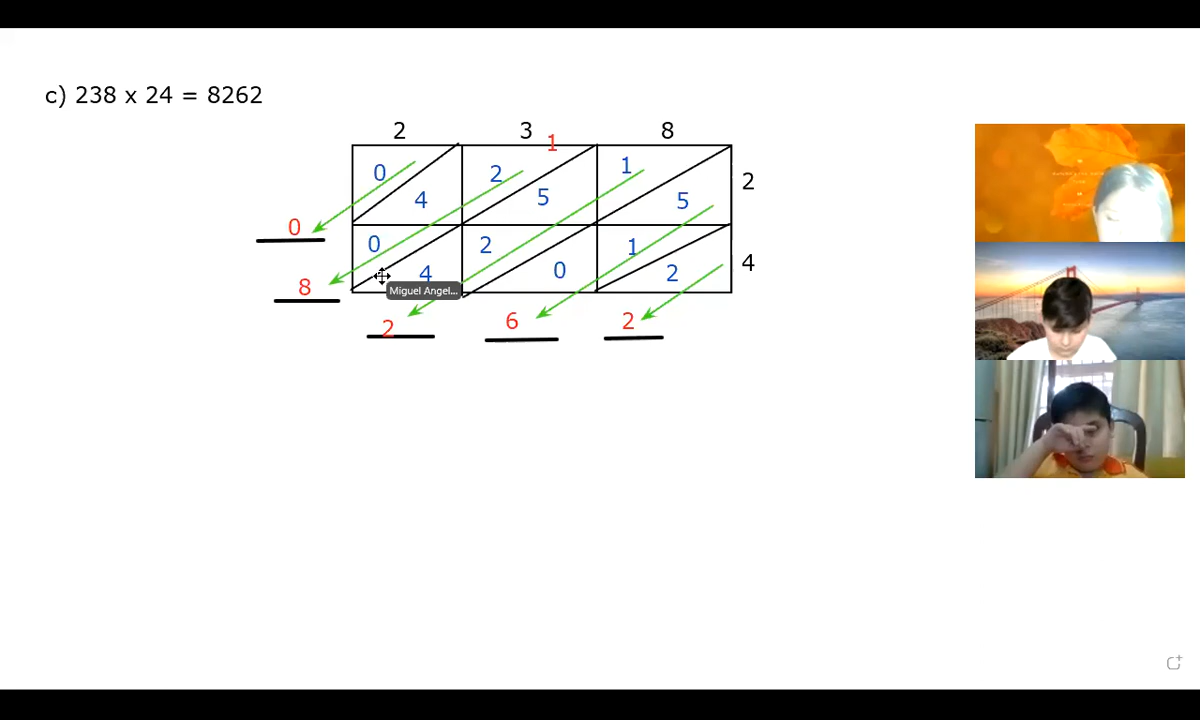 c) 238 x 24 = 8262
2 3 8
1
0 2 1 2
4 5 5
0
0 2 1 4
4 0 2
Miguel Angel...
8
2 6 2